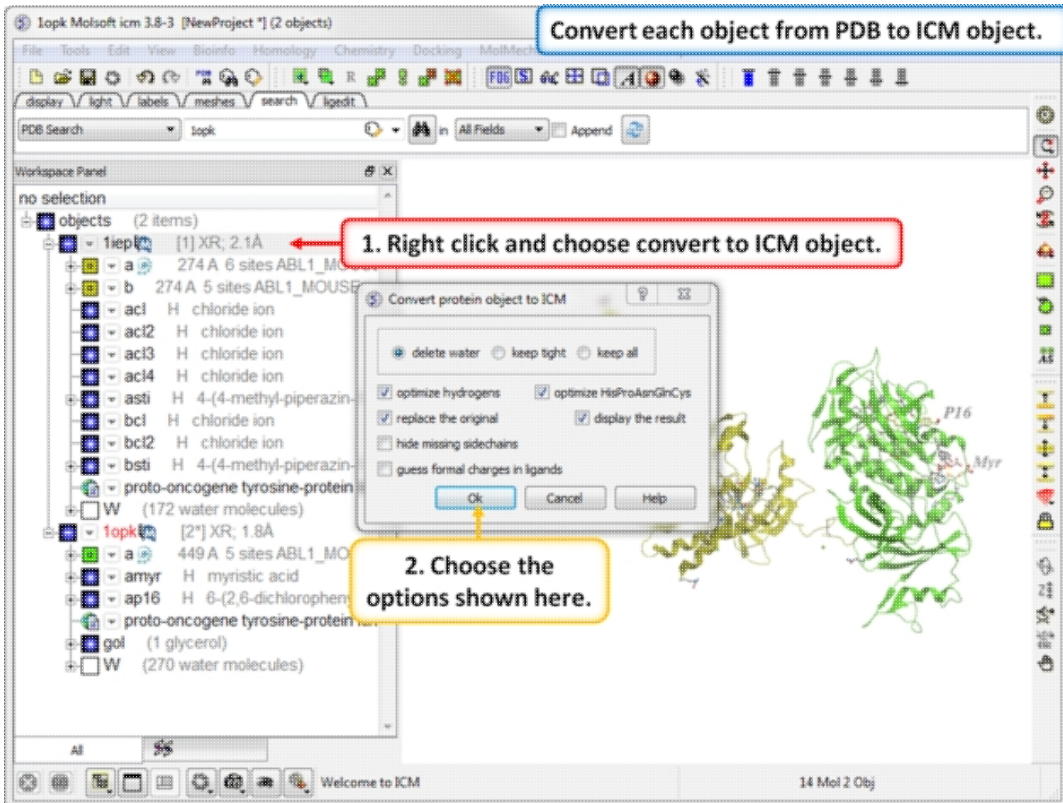 1opk Molsoft icm 3.8-3 [NewProject *] (2 objects)
Convert each object from PDB to ICM object.
File Tools Edit View Bioinfo Homology Chemistry Docking MolMech
R FOG S A
display light labels meshes search ligedit
PDB Search 1opk in All Fields Append
Workspace Panel
no selection
objects (2 items)
1iep [1] XR; 2.1Å
1. Right click and choose convert to ICM object.
a 274 A 6 sites ABL1_MOUSE
b 274 A 5 sites ABL1_MOUSE
acl H chloride ion
acl2 H chloride ion
acl3 H chloride ion
acl4 H chloride ion
asti H 4-(4-methyl-piperazin-
bcl H chloride ion
bcl2 H chloride ion
bsti H 4-(4-methyl-piperazin-
proto-oncogene tyrosine-protein
W (172 water molecules)
1opk [2*] XR; 1.8Å
a 449 A 5 sites ABL1_MO
amyr H myristic acid
ap16 H 6-(2,6-dichlorophen
proto-oncogene tyrosine-protein
gol (1 glycerol)
W (270 water molecules)
Convert protein object to ICM
delete water keep tight keep all
optimize hydrogens optimize HisProAsnGlnCys
replace the original display the result
hide missing sidechains
guess formal charges in ligands
Ok Cancel Help
2. Choose the
options shown here.
P16
Myr
AS
All
Welcome to ICM 14 Mol 2 Obj